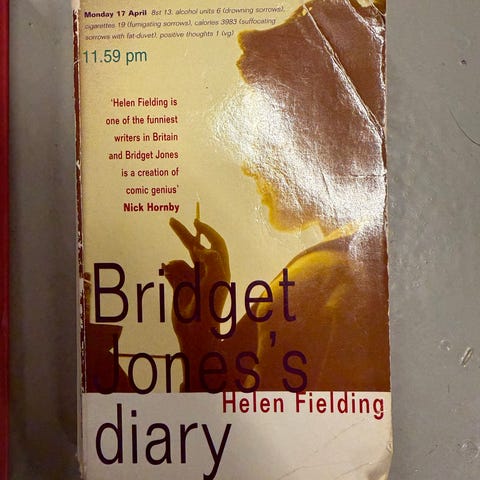 Monday 17 April 8st 13, alcohol units 6 (drowning sorrows),
cigarettes 19 (fumigating sorrows), calories 3983 (suffocating
sorrows with fat-duvet), positive thoughts 1 (vg)
11.59 pm
'Helen Fielding is
one of the funniest
writers in Britain
and Bridget Jones
is a creation of
comic genius'
Nick Hornby
Bridget
Jones's
Helen Fielding
diary